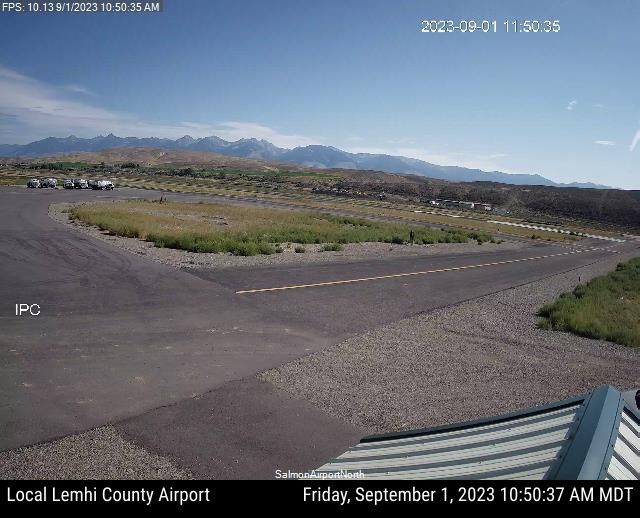 FPS: 10.13 9/1/2023 10:50:35 AM
2023-09-01 11:50:35
IPC
SalmonAirportNorth
Local Lemhi County Airport Friday, September 1, 2023 10:50:37 AM MDT